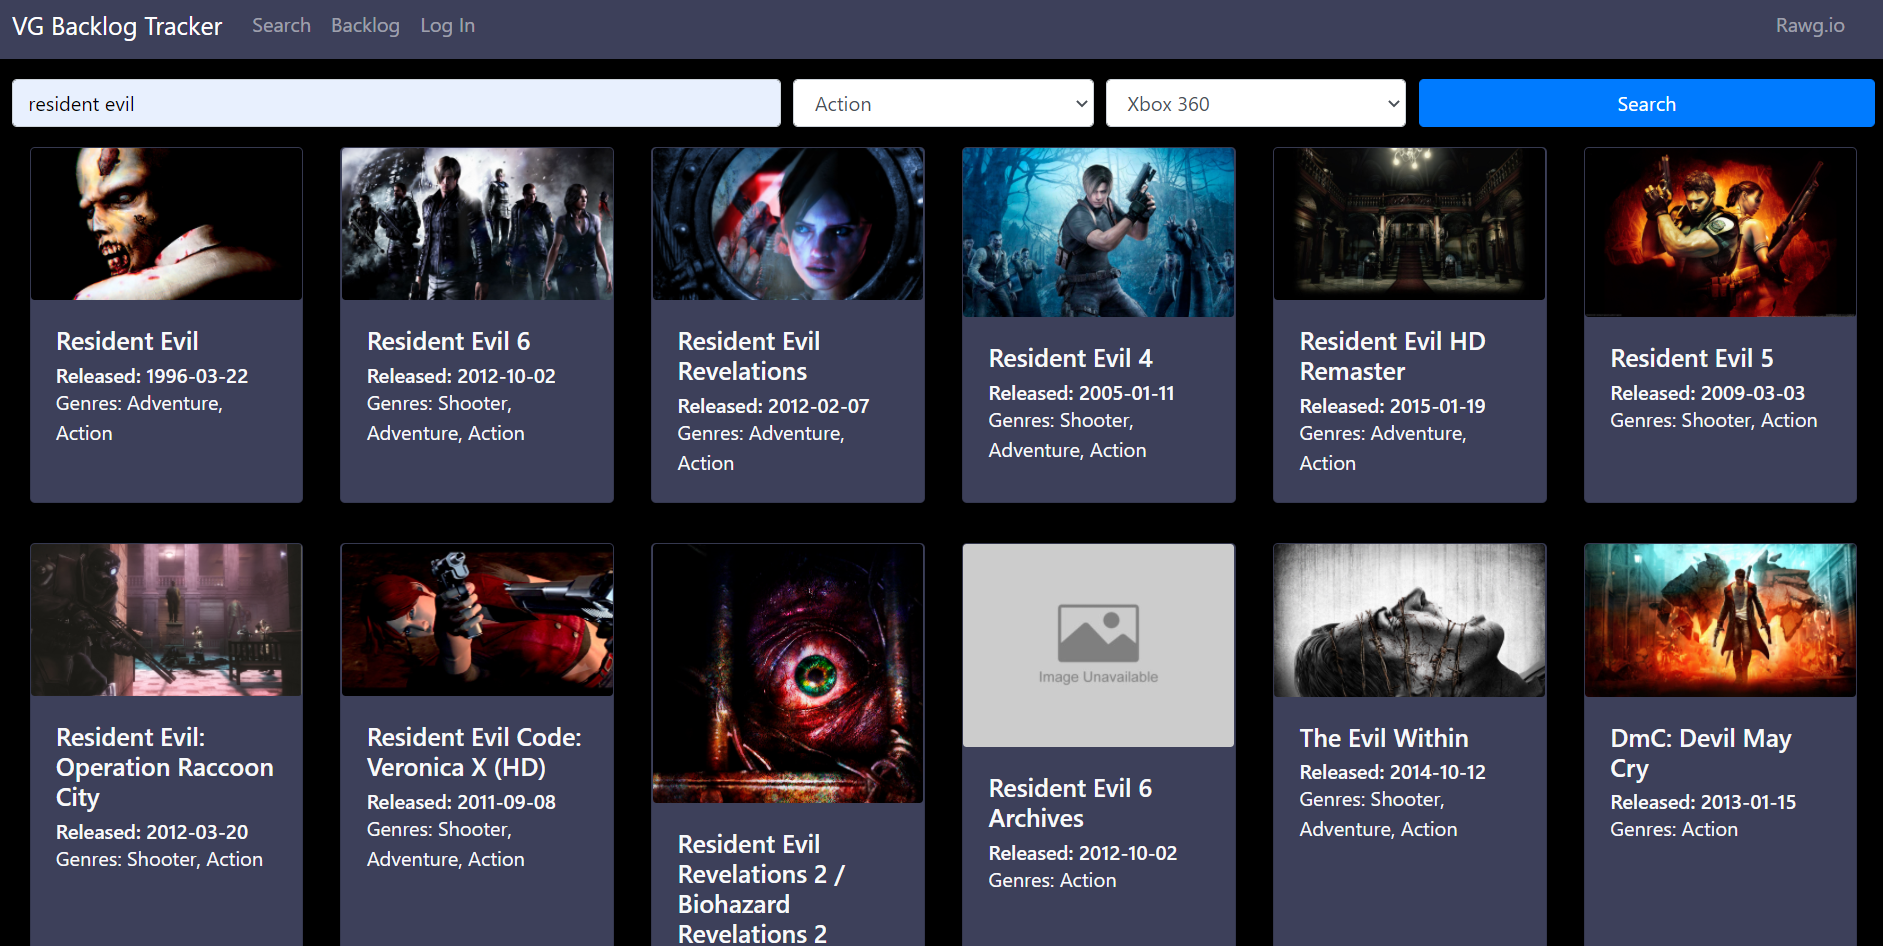 VG Backlog Tracker
Search
Backlog
Log In
Rawg.io
resident evil
Action
Xbox 360
Search
Resident Evil
Released: 1996-03-22
Genres: Adventure,
Action
Resident Evil 6
Released: 2012-10-02
Genres: Shooter,
Adventure, Action
Resident Evil
Revelations
Released: 2012-02-07
Genres: Adventure,
Action
Resident Evil 4
Released: 2005-01-11
Genres: Shooter,
Adventure, Action
Resident Evil HD
Remaster
Released: 2015-01-19
Genres: Adventure,
Action
Resident Evil 5
Released: 2009-03-03
Genres: Shooter, Action
Resident Evil:
Operation Raccoon
City
Released: 2012-03-20
Genres: Shooter, Action
Resident Evil Code:
Veronica X (HD)
Released: 2011-09-08
Genres: Shooter,
Adventure, Action
Resident Evil
Revelations 2 /
Biohazard
Revelations 2
Image Unavailable
Resident Evil 6
Archives
Released: 2012-10-02
Genres: Action
The Evil Within
Released: 2014-10-12
Genres: Shooter,
Adventure, Action
DmC: Devil May
Cry
Released: 2013-01-15
Genres: Action